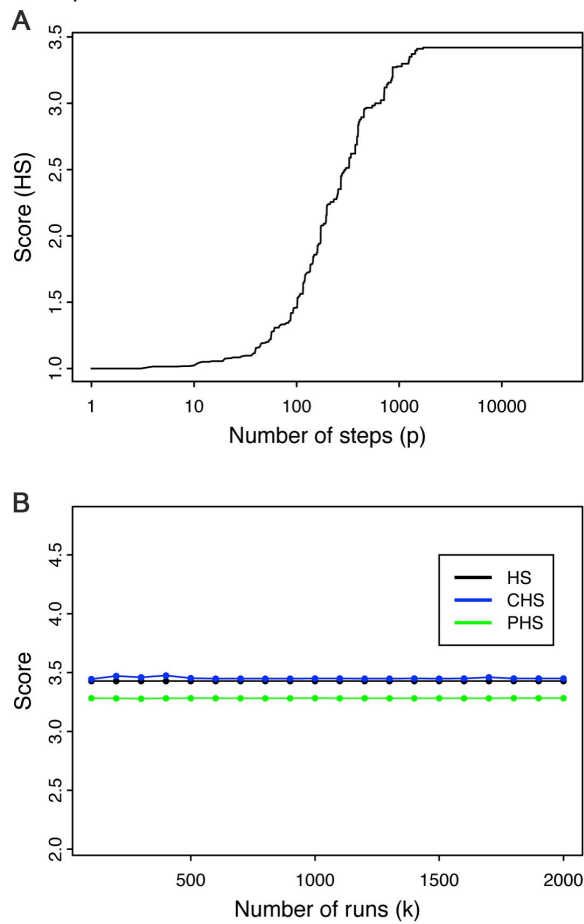 A
3.5
3.0
2.5
2.0
1.5
1.0
Score (HS)
1 10 100 1000 10000
Number of steps (p)
B
4.5
4.0
3.5
3.0
2.5
2.0
Score
HS
CHS
PHS
500 1000 1500 2000
Number of runs (k)